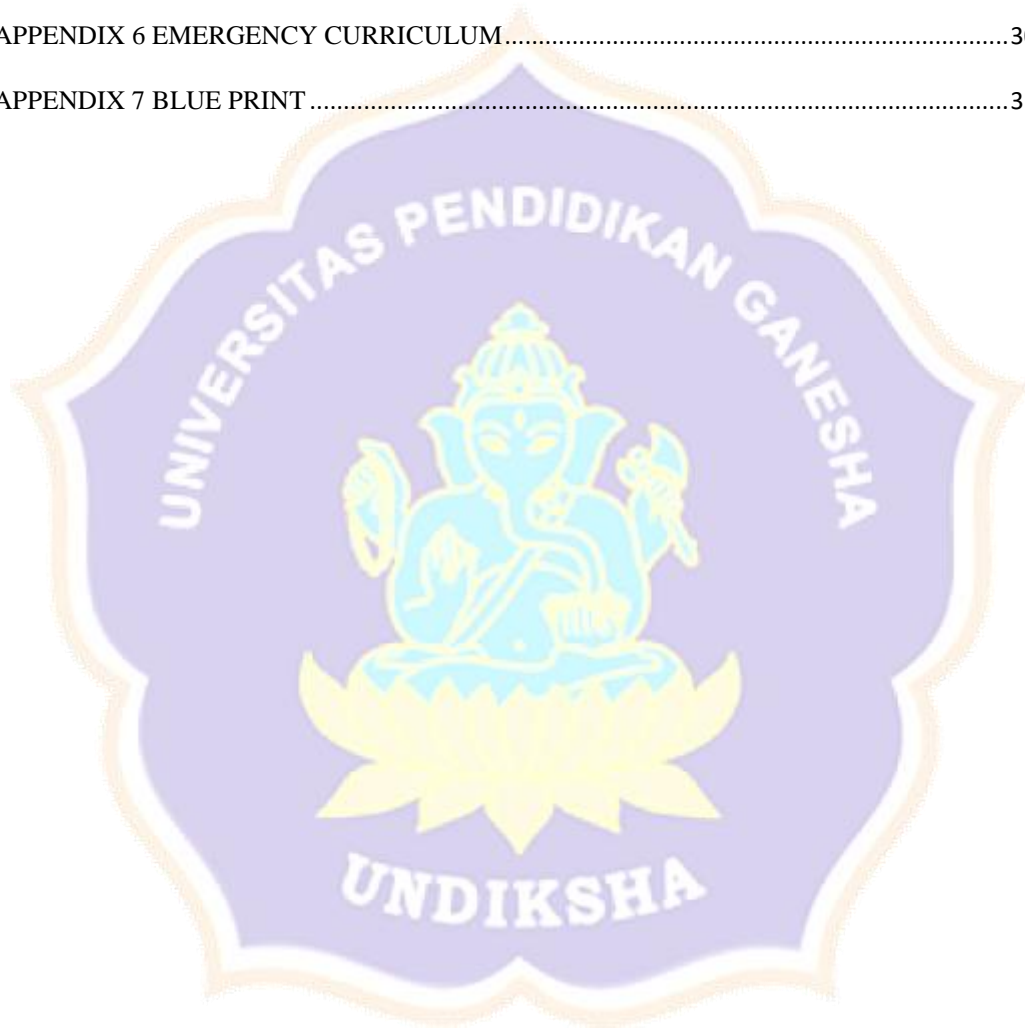 APPENDIX 6 EMERGENCY CURRICULUM
APPENDIX 7 BLUE PRINT
UNIVERSITAS PENDIDIKAN GANESHA
UNDIKSHA